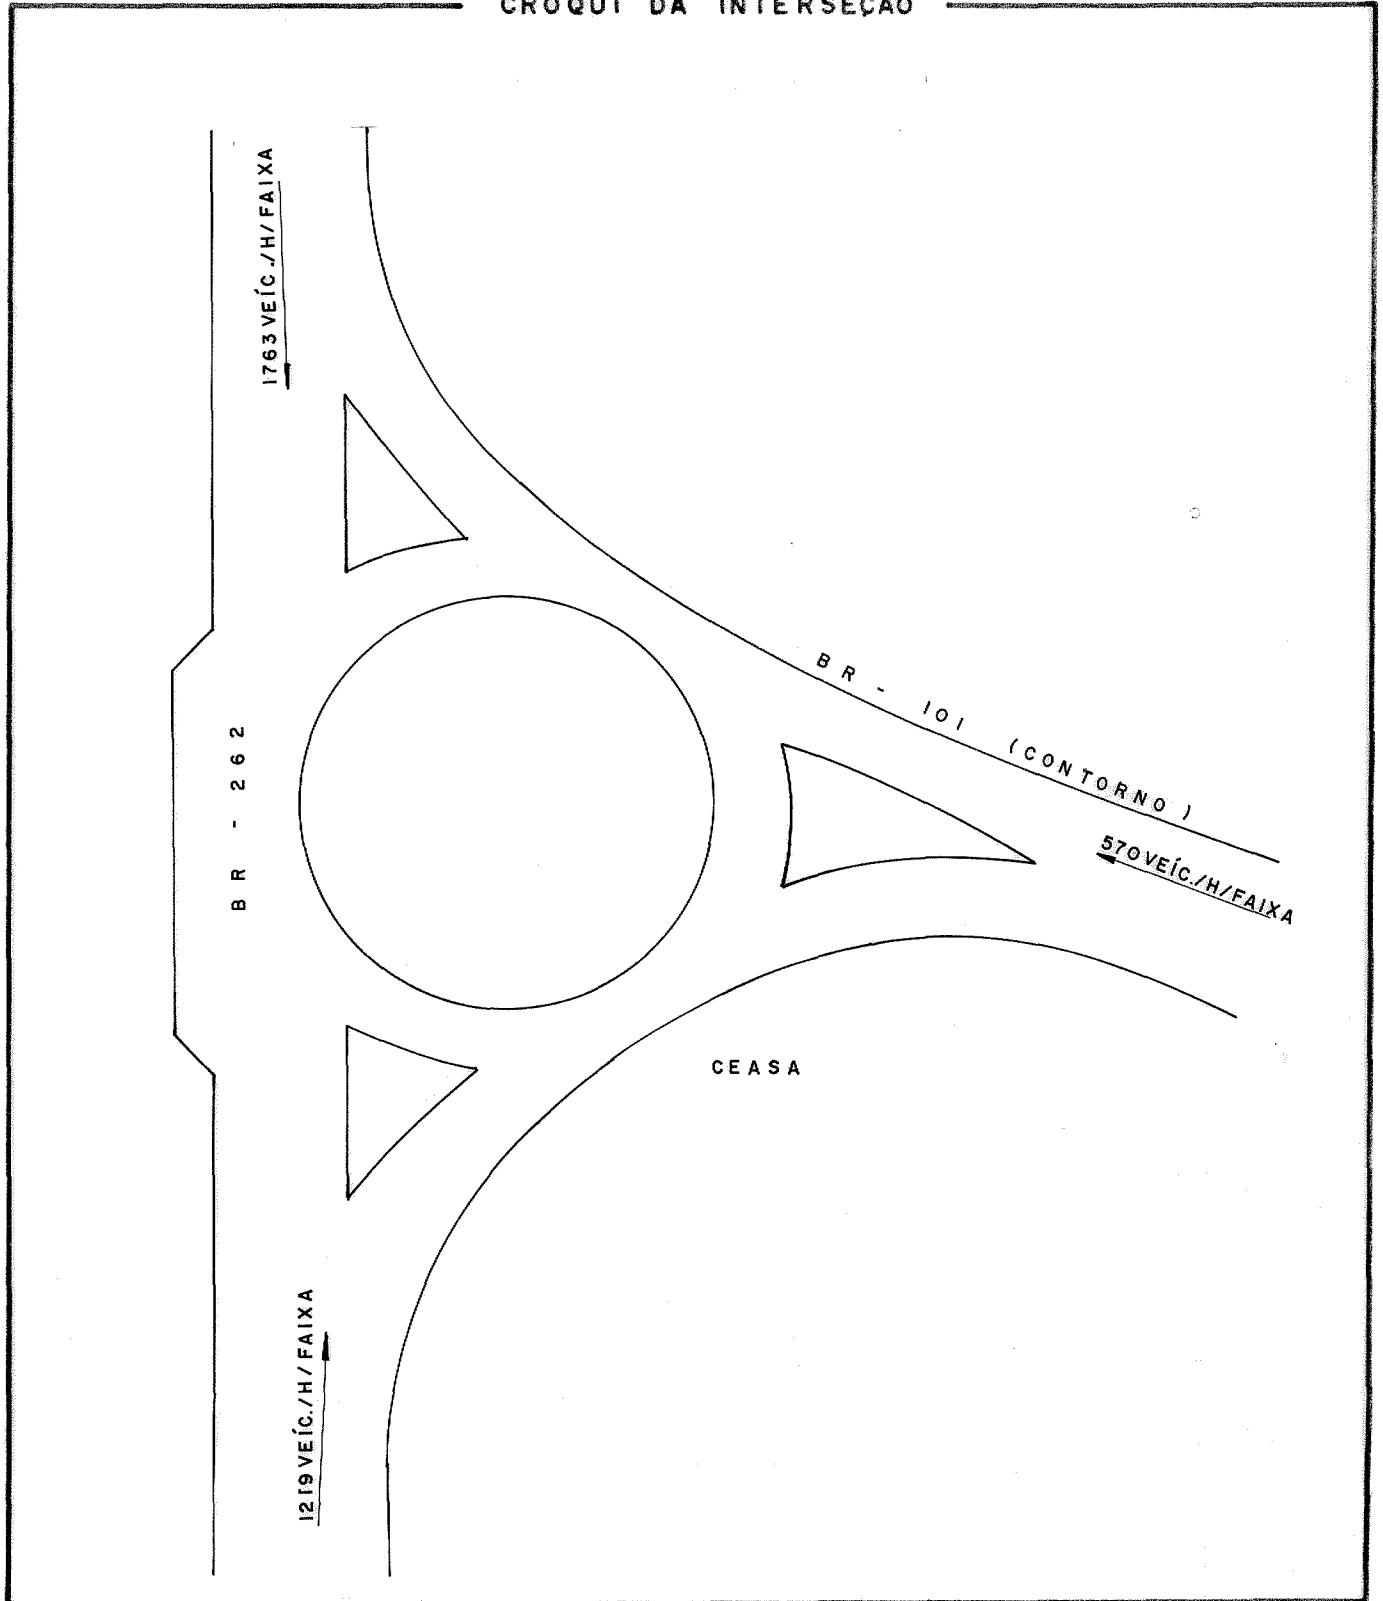 CROQUI DA INTERSEÇÃO
1763 VEÍC./H/FAIXA
BR - 262
BR - 101 (CONTORNO)
570 VEÍC./H/FAIXA
CEASA
1219 VEÍC./H/FAIXA